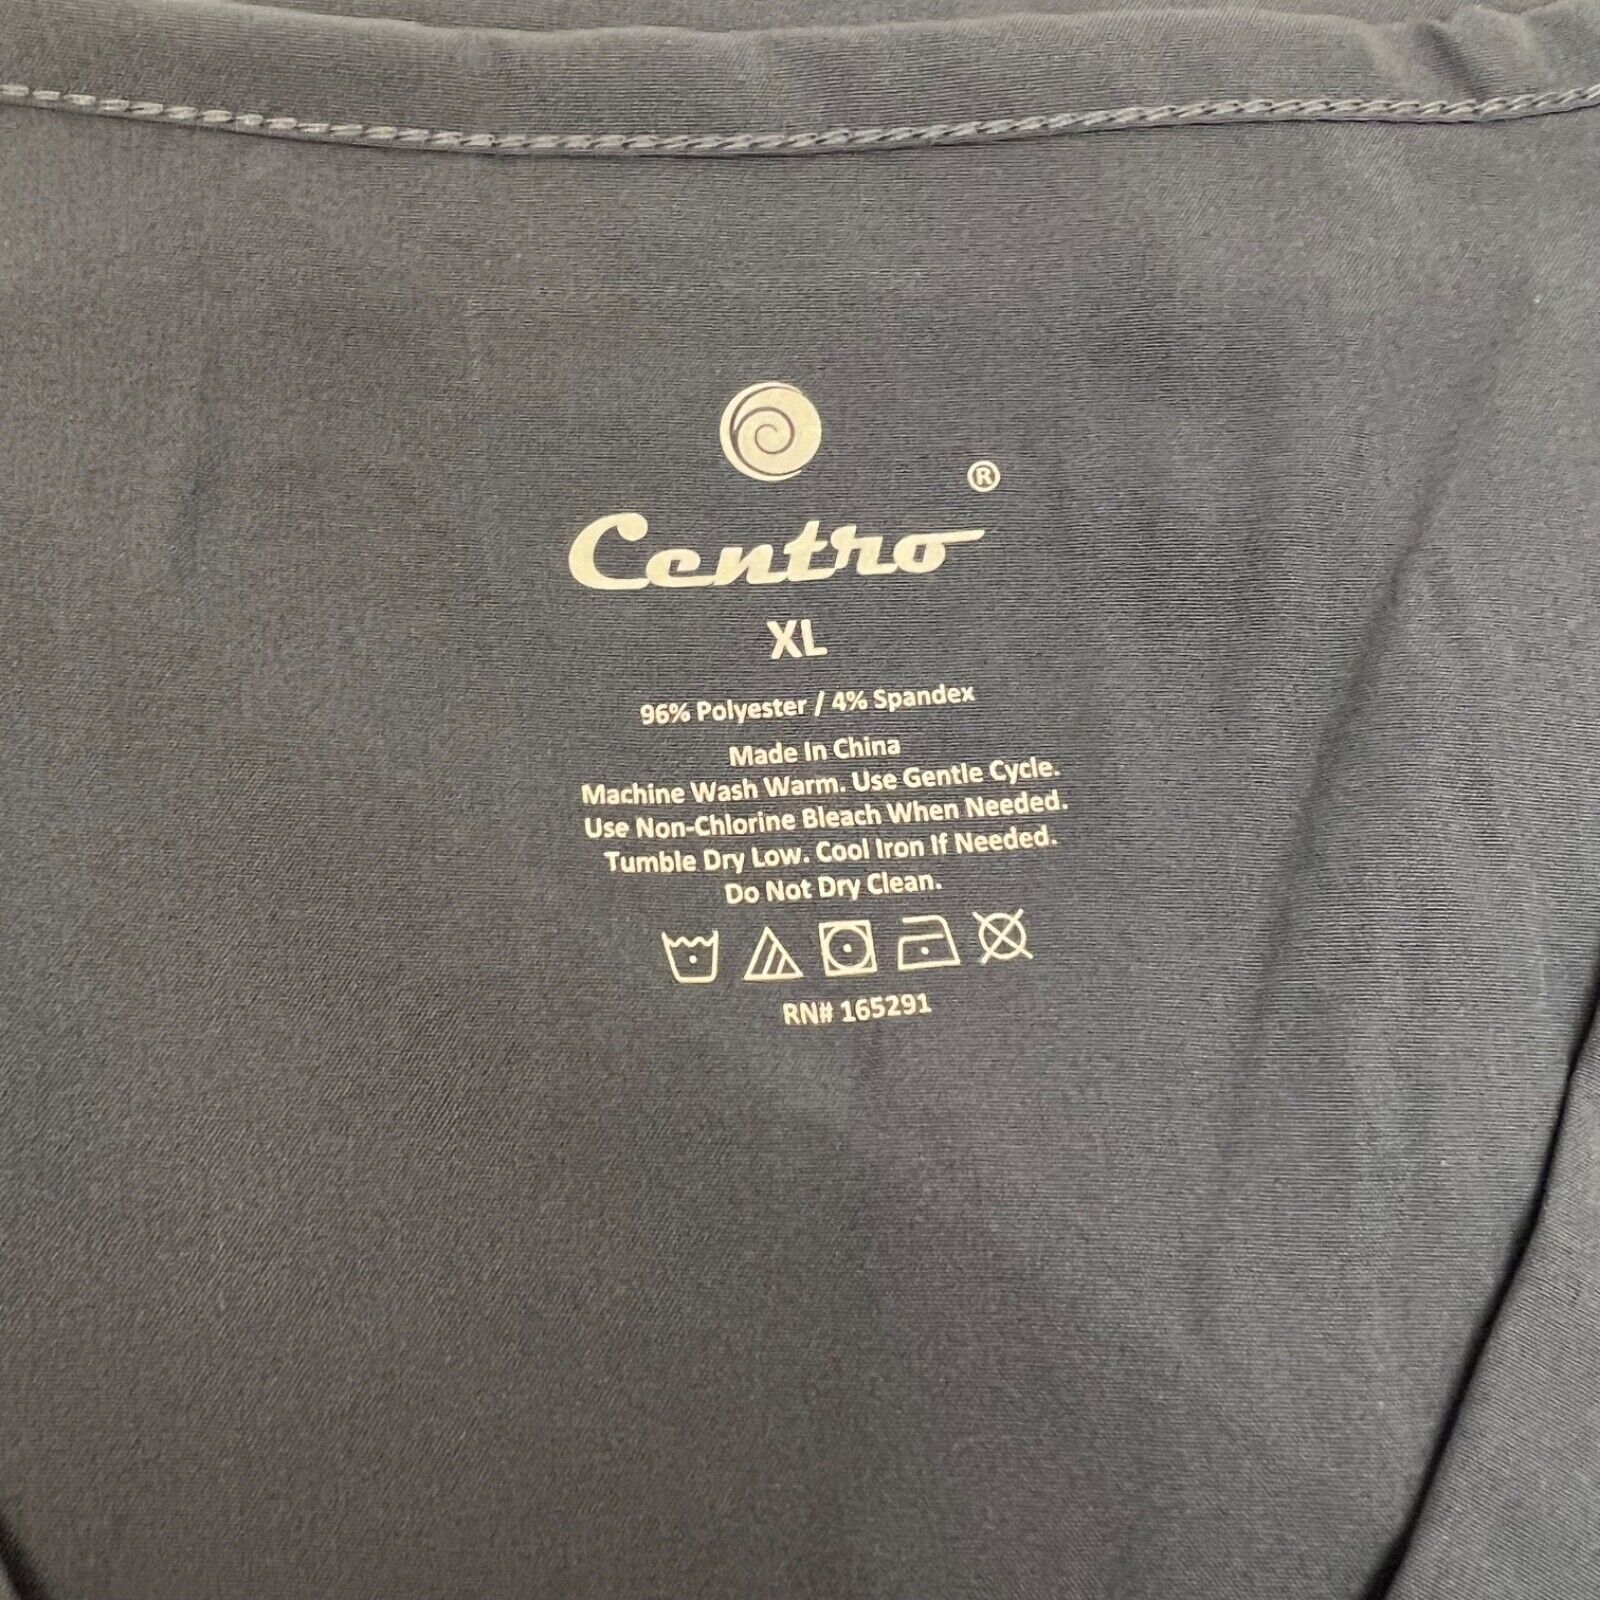 ®
Centro
XL
96% Polyester / 4% Spandex
Made In China
Machine Wash Warm. Use Gentle Cycle.
Use Non-Chlorine Bleach When Needed.
Tumble Dry Low. Cool Iron If Needed.
Do Not Dry Clean.
RN# 165291